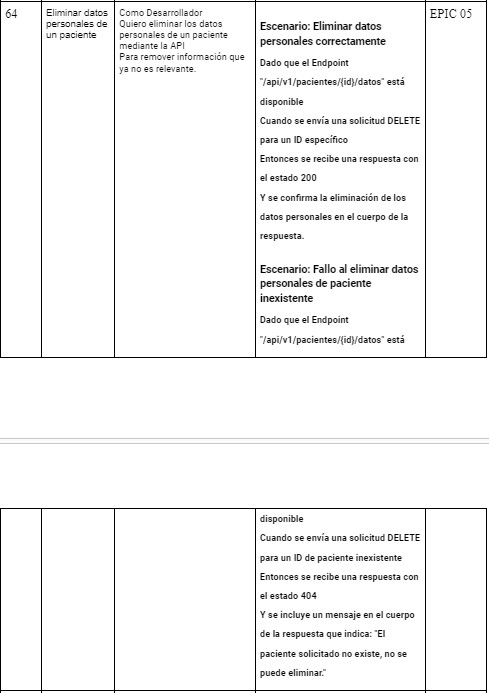 64
Eliminar datos
personales de
un paciente
Como Desarrollador
Quiero eliminar los datos
personales de un paciente
mediante la API
Para remover información que
ya no es relevante.
Escenario: Eliminar datos
personales correctamente
Dado que el Endpoint
"/api/v1/pacientes/{id}/datos" está
disponible
Cuando se envía una solicitud DELETE
para un ID específico
Entonces se recibe una respuesta con
el estado 200
Y se confirma la eliminación de los
datos personales en el cuerpo de la
respuesta.
Escenario: Fallo al eliminar datos
personales de paciente
inexistente
Dado que el Endpoint
"/api/v1/pacientes/{id}/datos" está
EPIC 05
disponible
Cuando se envía una solicitud DELETE
para un ID de paciente inexistente
Entonces se recibe una respuesta con
el estado 404
Y se incluye un mensaje en el cuerpo
de la respuesta que indica: "El
paciente solicitado no existe, no se
puede eliminar."